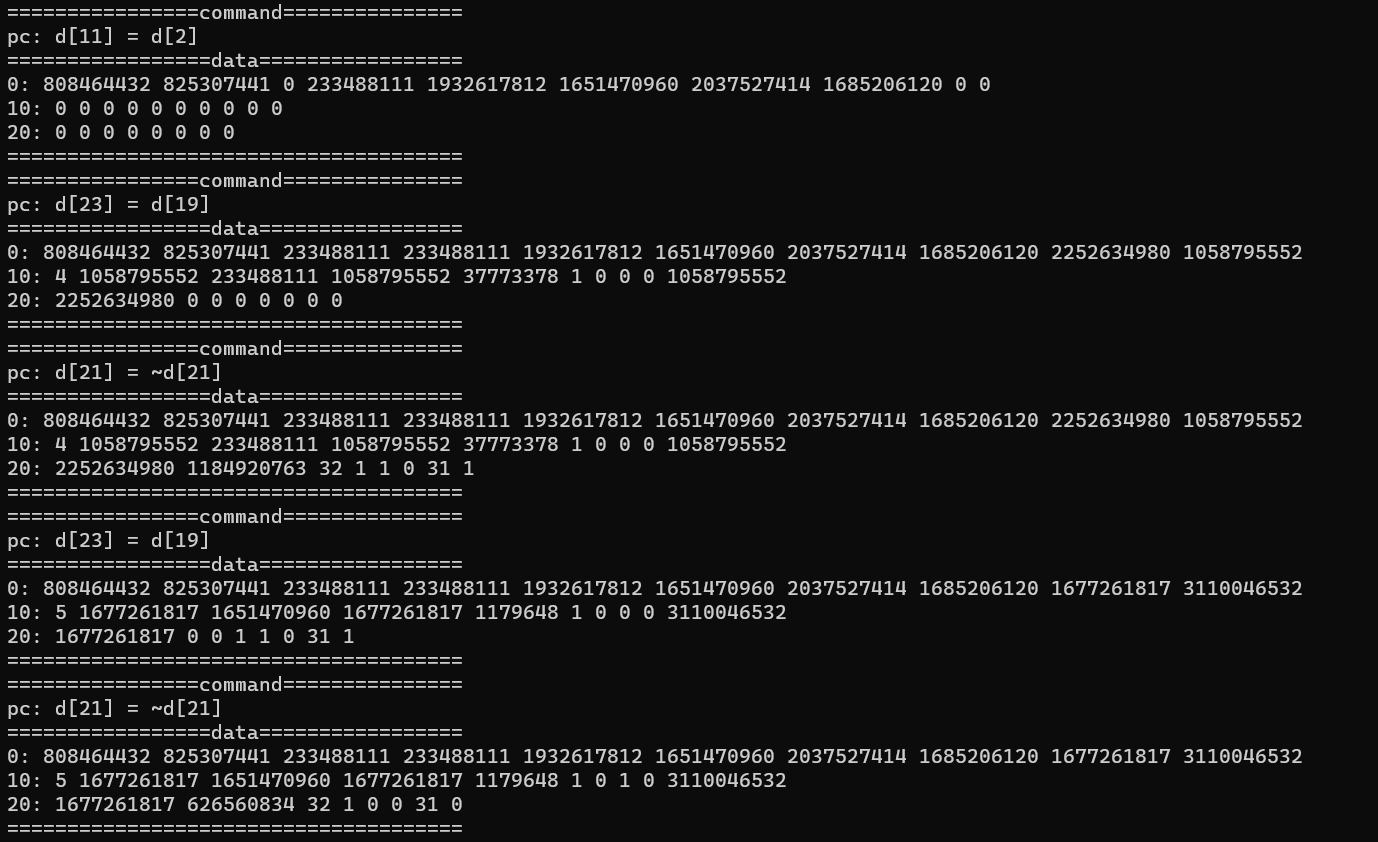 ================command===============
pc: d[11] = d[2]
=================data=================
0: 808464432 825307441 0 233488111 1932617812 1651470960 2037527414 1685206120 0 0
10: 0 0 0 0 0 0 0 0 0 0
20: 0 0 0 0 0 0 0 0
======================================
================command===============
pc: d[23] = d[19]
=================data=================
0: 808464432 825307441 233488111 233488111 1932617812 1651470960 2037527414 1685206120 2252634980 1058795552
10: 4 1058795552 233488111 1058795552 37773378 1 0 0 0 1058795552
20: 2252634980 0 0 0 0 0 0 0
======================================
================command===============
pc: d[21] = ~d[21]
=================data=================
0: 808464432 825307441 233488111 233488111 1932617812 1651470960 2037527414 1685206120 2252634980 1058795552
10: 4 1058795552 233488111 1058795552 37773378 1 0 0 0 1058795552
20: 2252634980 1184920763 32 1 1 0 31 1
======================================
================command===============
pc: d[23] = d[19]
=================data=================
0: 808464432 825307441 233488111 233488111 1932617812 1651470960 2037527414 1685206120 1677261817 3110046532
10: 5 1677261817 1651470960 1677261817 1179648 1 0 0 0 3110046532
20: 1677261817 0 0 1 1 0 31 1
======================================
================command===============
pc: d[21] = ~d[21]
=================data=================
0: 808464432 825307441 233488111 233488111 1932617812 1651470960 2037527414 1685206120 1677261817 3110046532
10: 5 1677261817 1651470960 1677261817 1179648 1 0 1 0 3110046532
20: 1677261817 626560834 32 1 0 0 31 0
======================================